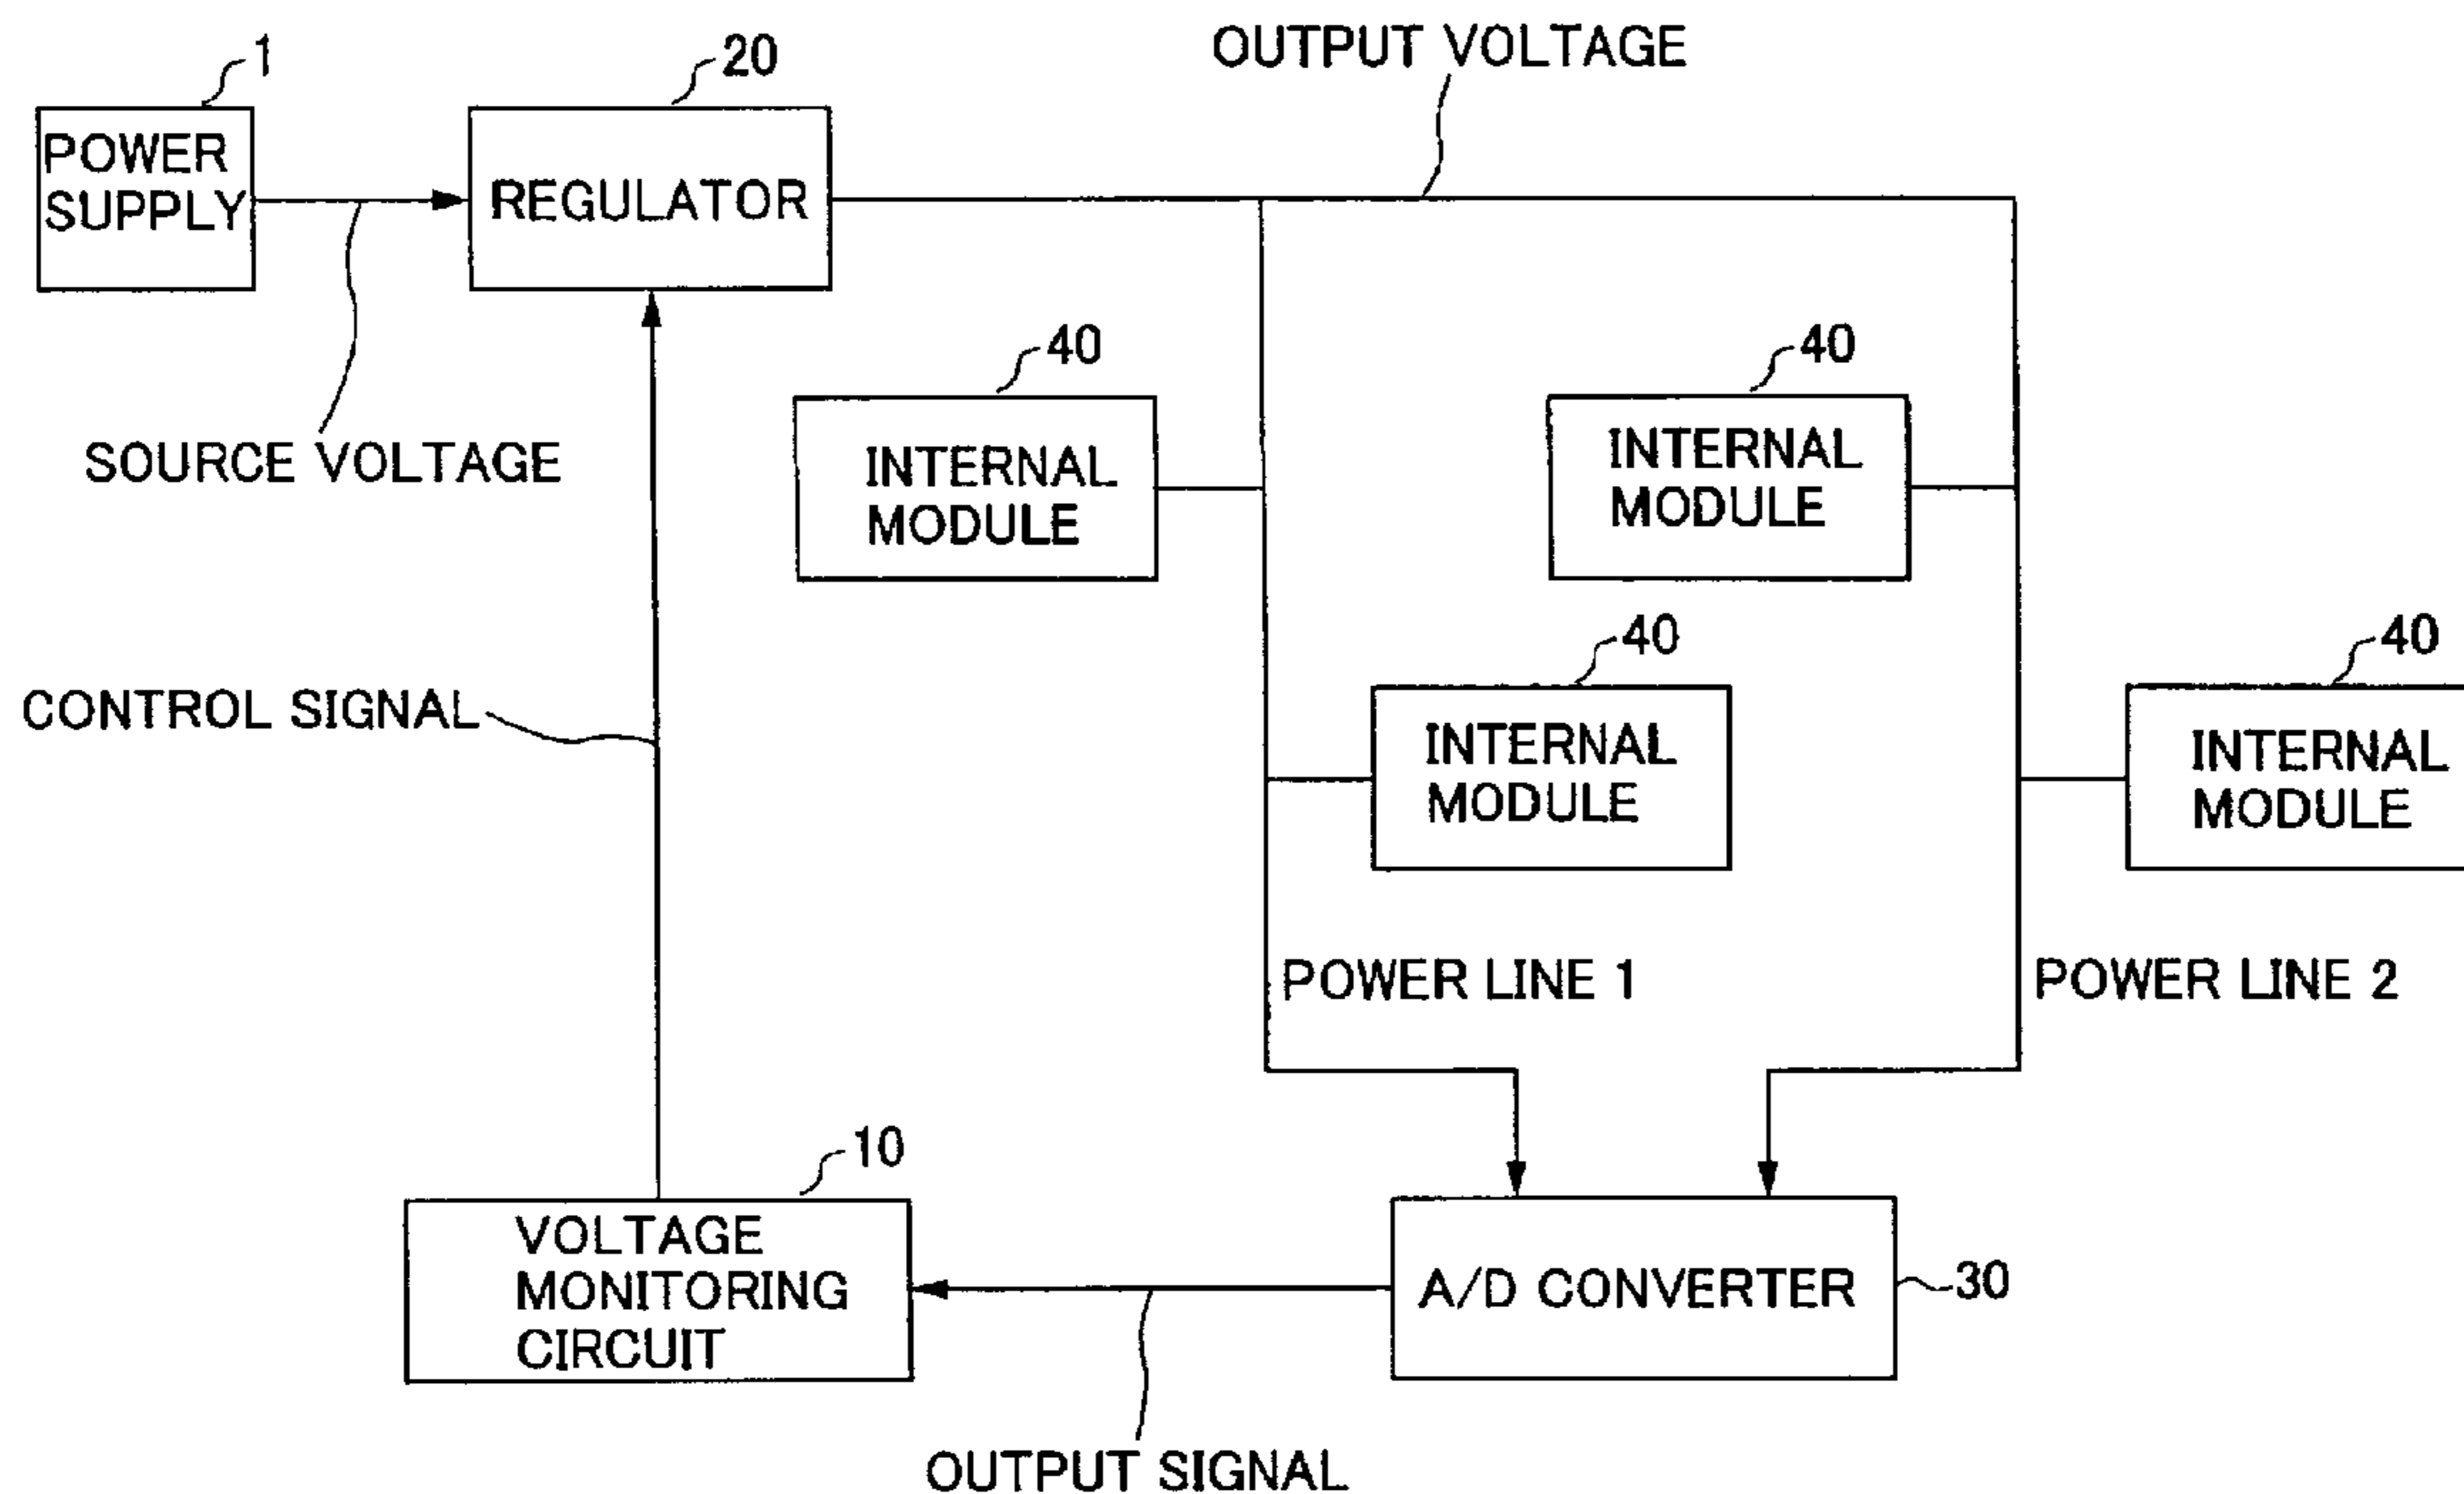 OUTPUT VOLTAGE
1
20
POWER
SUPPLY
REGULATOR
40
40
SOURCE VOLTAGE
INTERNAL
MODULE
INTERNAL
MODULE
40
40
CONTROL SIGNAL
INTERNAL
MODULE
INTERNAL
MODULE
POWER LINE 1
POWER LINE 2
10
VOLTAGE
MONITORING
CIRCUIT
A/D CONVERTER
30
OUTPUT SIGNAL